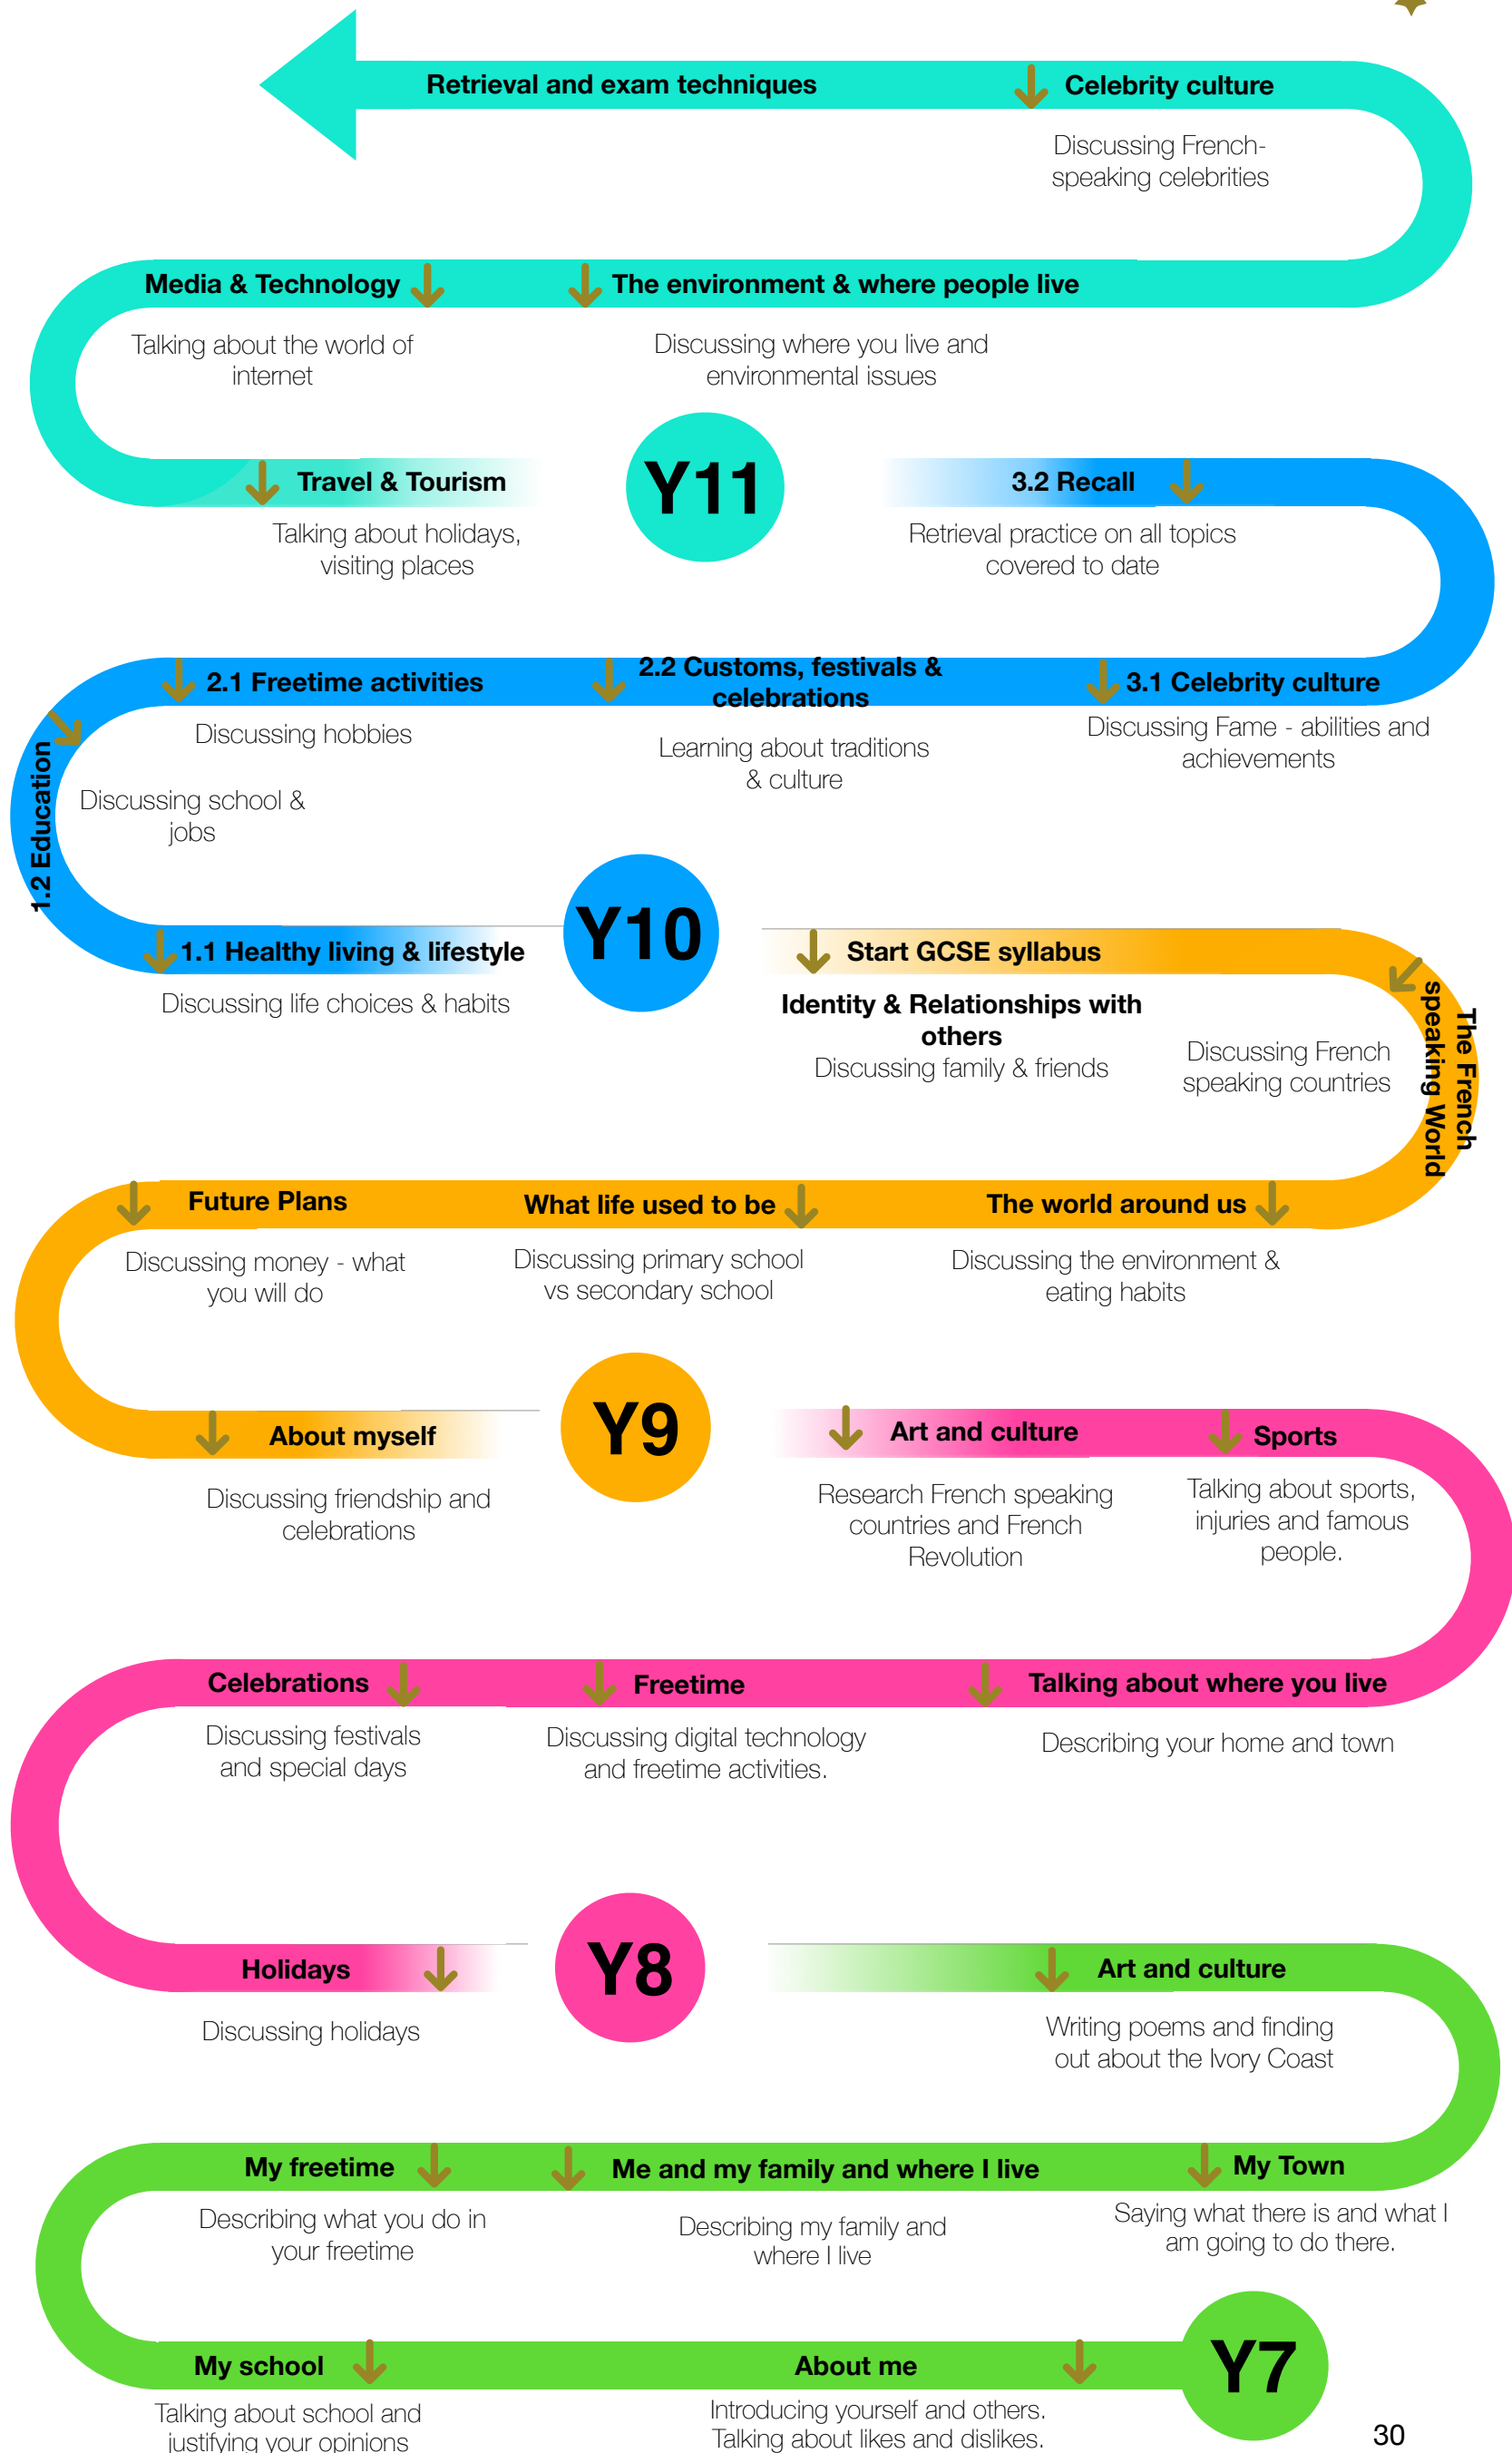 Retrieval and exam techniques
Celebrity culture
Discussing French-
speaking celebrities
Media & Technology
The environment & where people live
Talking about the world of
internet
Discussing where you live and
environmental issues
Travel & Tourism
Y11
3.2 Recall
Talking about holidays,
visiting places
Retrieval practice on all topics
covered to date
2.1 Freetime activities
2.2 Customs, festivals &
celebrations
3.1 Celebrity culture
Discussing hobbies
Learning about traditions
& culture
Discussing Fame - abilities and
achievements
1.2 Education
Discussing school &
jobs
1.1 Healthy living & lifestyle
Y10
Start GCSE syllabus
Discussing life choices & habits
Identity & Relationships with
others
Discussing family & friends
The French
speaking World
Discussing French
speaking countries
Future Plans
What life used to be
The world around us
Discussing money - what
you will do
Discussing primary school
vs secondary school
Discussing the environment &
eating habits
About myself
Y9
Art and culture
Sports
Discussing friendship and
celebrations
Research French speaking
countries and French
Revolution
Talking about sports,
injuries and famous
people.
Celebrations
Freetime
Talking about where you live
Discussing festivals
and special days
Discussing digital technology
and freetime activities.
Describing your home and town
Holidays
Y8
Art and culture
Discussing holidays
Writing poems and finding
out about the Ivory Coast
My freetime
Me and my family and where I live
My Town
Describing what you do in
your freetime
Describing my family and
where I live
Saying what there is and what I
am going to do there.
My school
About me
Y7
Talking about school and
justifying your opinions
Introducing yourself and others.
Talking about likes and dislikes.
30